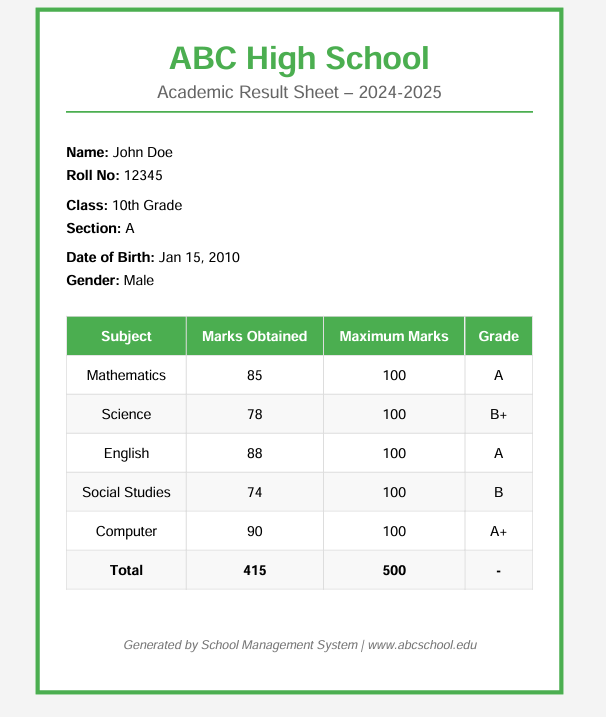 ABC High School
Academic Result Sheet – 2024-2025
Name: John Doe
Roll No: 12345
Class: 10th Grade
Section: A
Date of Birth: Jan 15, 2010
Gender: Male
Subject Marks Obtained Maximum Marks Grade
Mathematics 85 100 A
Science 78 100 B+
English 88 100 A
Social Studies 74 100 B
Computer 90 100 A+
Total 415 500 -
Generated by School Management System | www.abcschool.edu